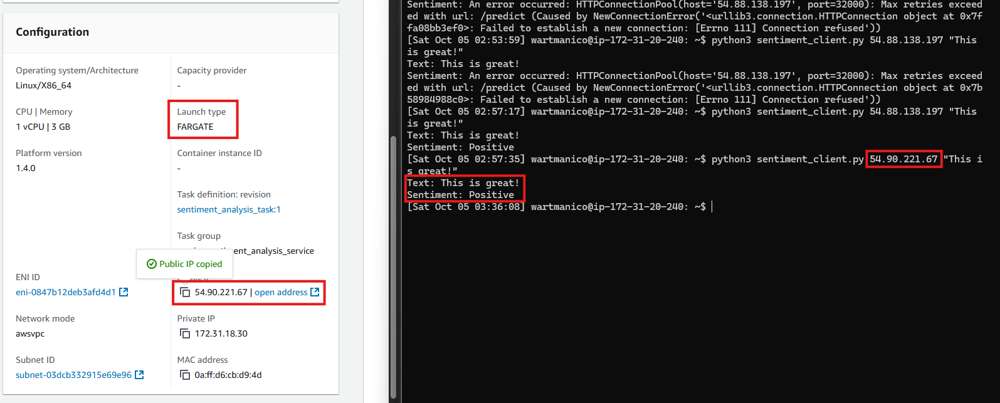 Configuration
Operating system/Architecture
Linux/X86_64
Capacity provider
-
CPU | Memory
1 vCPU | 3 GB
Launch type
FARGATE
Platform version
1.4.0
Container instance ID
-
Task definition: revision
sentiment_analysis_task:1
Task group
ent_analysis_service
Public IP copied
ENI ID
eni-0847b12deb3afd4d1
54.90.221.67 | open address
Network mode
awsvpc
Private IP
172.31.18.30
Subnet ID
subnet-03dcb332915e69e96
MAC address
0a:ff:d6:cb:d9:4d
Sentiment: An error occurred: HTTPConnectionPool(host='54.88.138.197', port=32000): Max retries exceed
ed with url: /predict (Caused by NewConnectionError('<urllib3.connection.HTTPConnection object at 0x7f
fa08bb3ef0>: Failed to establish a new connection: [Errno 111] Connection refused'))
[Sat Oct 05 02:53:59] wartmanico@ip-172-31-20-240: ~$ python3 sentiment_client.py 54.88.138.197 "This
is great!"
Text: This is great!
Sentiment: An error occurred: HTTPConnectionPool(host='54.88.138.197', port=32000): Max retries exceed
ed with url: /predict (Caused by NewConnectionError('<urllib3.connection.HTTPConnection object at 0x7b
58984988c0>: Failed to establish a new connection: [Errno 111] Connection refused'))
[Sat Oct 05 02:57:17] wartmanico@ip-172-31-20-240: ~$ python3 sentiment_client.py 54.88.138.197 "This
is great!"
Text: This is great!
Sentiment: Positive
[Sat Oct 05 02:57:35] wartmanico@ip-172-31-20-240: ~$ python3 sentiment_client.py 54.90.221.67 "This i
s great!"
Text: This is great!
Sentiment: Positive
[Sat Oct 05 03:36:08] wartmanico@ip-172-31-20-240: ~$